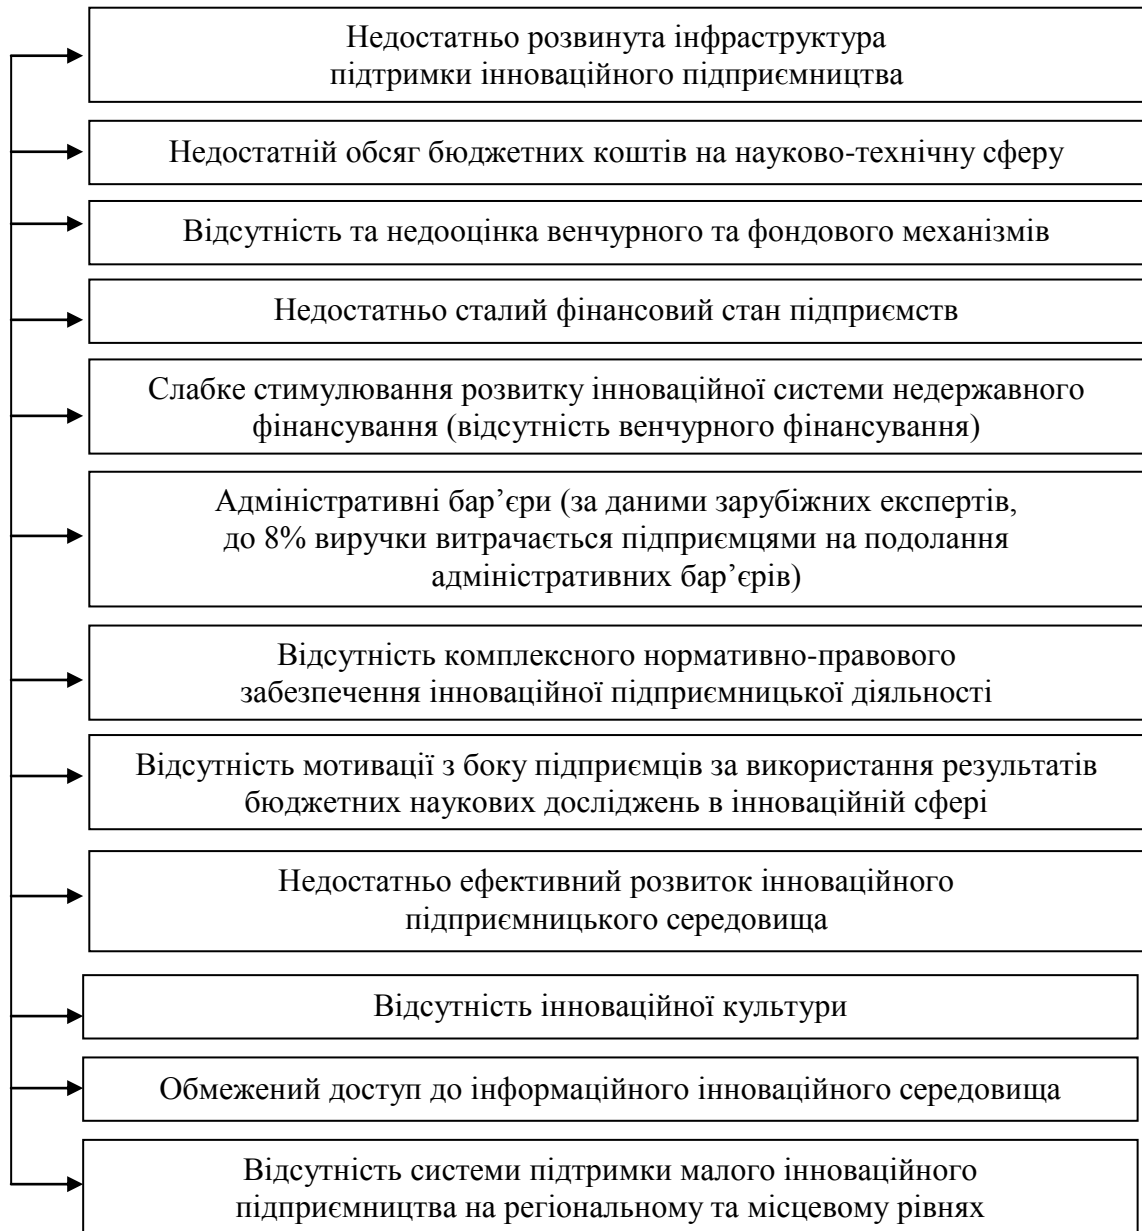 Недостатньо розвинута інфраструктура
підтримки інноваційного підприємництва
Недостатній обсяг бюджетних коштів на науково-технічну сферу
Відсутність та недооцінка венчурного та фондового механізмів
Недостатньо сталий фінансовий стан підприємств
Слабке стимулювання розвитку інноваційної системи недержавного
фінансування (відсутність венчурного фінансування)
Адміністративні бар’єри (за даними зарубіжних експертів,
до 8% виручки витрачається підприємцями на подолання
адміністративних бар’єрів)
Відсутність комплексного нормативно-правового
забезпечення інноваційної підприємницької діяльності
Відсутність мотивації з боку підприємців за використання результатів
бюджетних наукових досліджень в інноваційній сфері
Недостатньо ефективний розвиток інноваційного
підприємницького середовища
Відсутність інноваційної культури
Обмежений доступ до інформаційного інноваційного середовища
Відсутність системи підтримки малого інноваційного
підприємництва на регіональному та місцевому рівнях